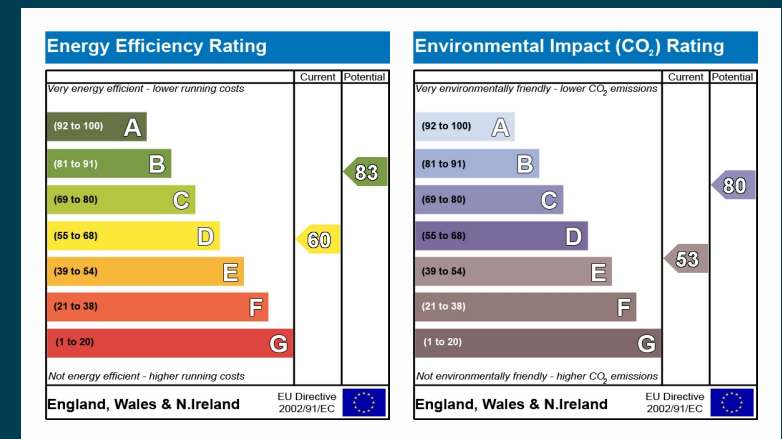 Energy Efficiency Rating
Current Potential
Very energy efficient - lower running costs
(92 to 100) A
(81 to 91) B
83
(69 to 80) C
(55 to 68) D
60
(39 to 54) E
(21 to 38) F
(1 to 20) G
Not energy efficient - higher running costs
England, Wales & N.Ireland
EU Directive
2002/91/EC
Environmental Impact (CO₂) Rating
Current Potential
Very environmentally friendly - lower CO₂ emissions
(92 to 100) A
(81 to 91) B
80
(69 to 80) C
(55 to 68) D
53
(39 to 54) E
(21 to 38) F
(1 to 20) G
Not environmentally friendly - higher CO₂ emissions
England, Wales & N.Ireland
EU Directive
2002/91/EC